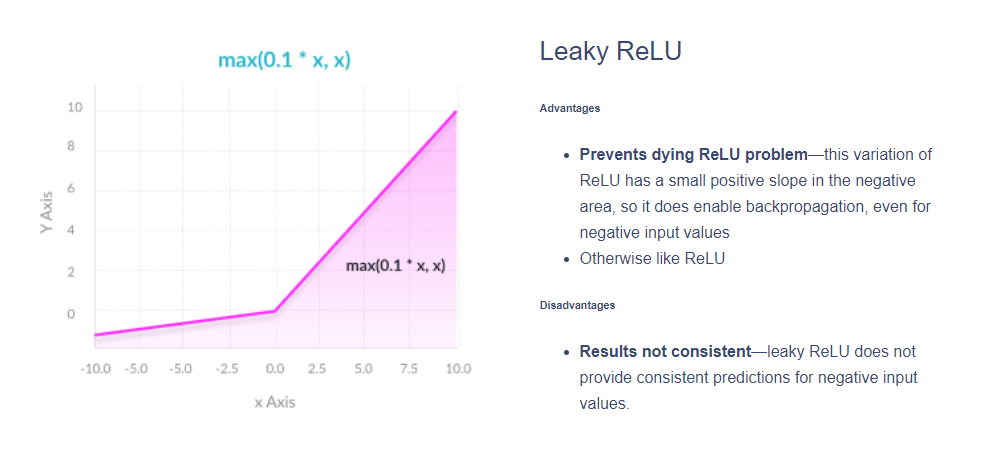 max(0.1 * x, x)
10
8
6
4
2
0
Y Axis
max(0.1 * x, x)
-10.0 -5.0 -5.0 -2.5 0.0 2.5 5.0 7.5 10.0
x Axis
Leaky ReLU
Advantages
• Prevents dying ReLU problem—this variation of
ReLU has a small positive slope in the negative
area, so it does enable backpropagation, even for
negative input values
• Otherwise like ReLU
Disadvantages
• Results not consistent—leaky ReLU does not
provide consistent predictions for negative input
values.